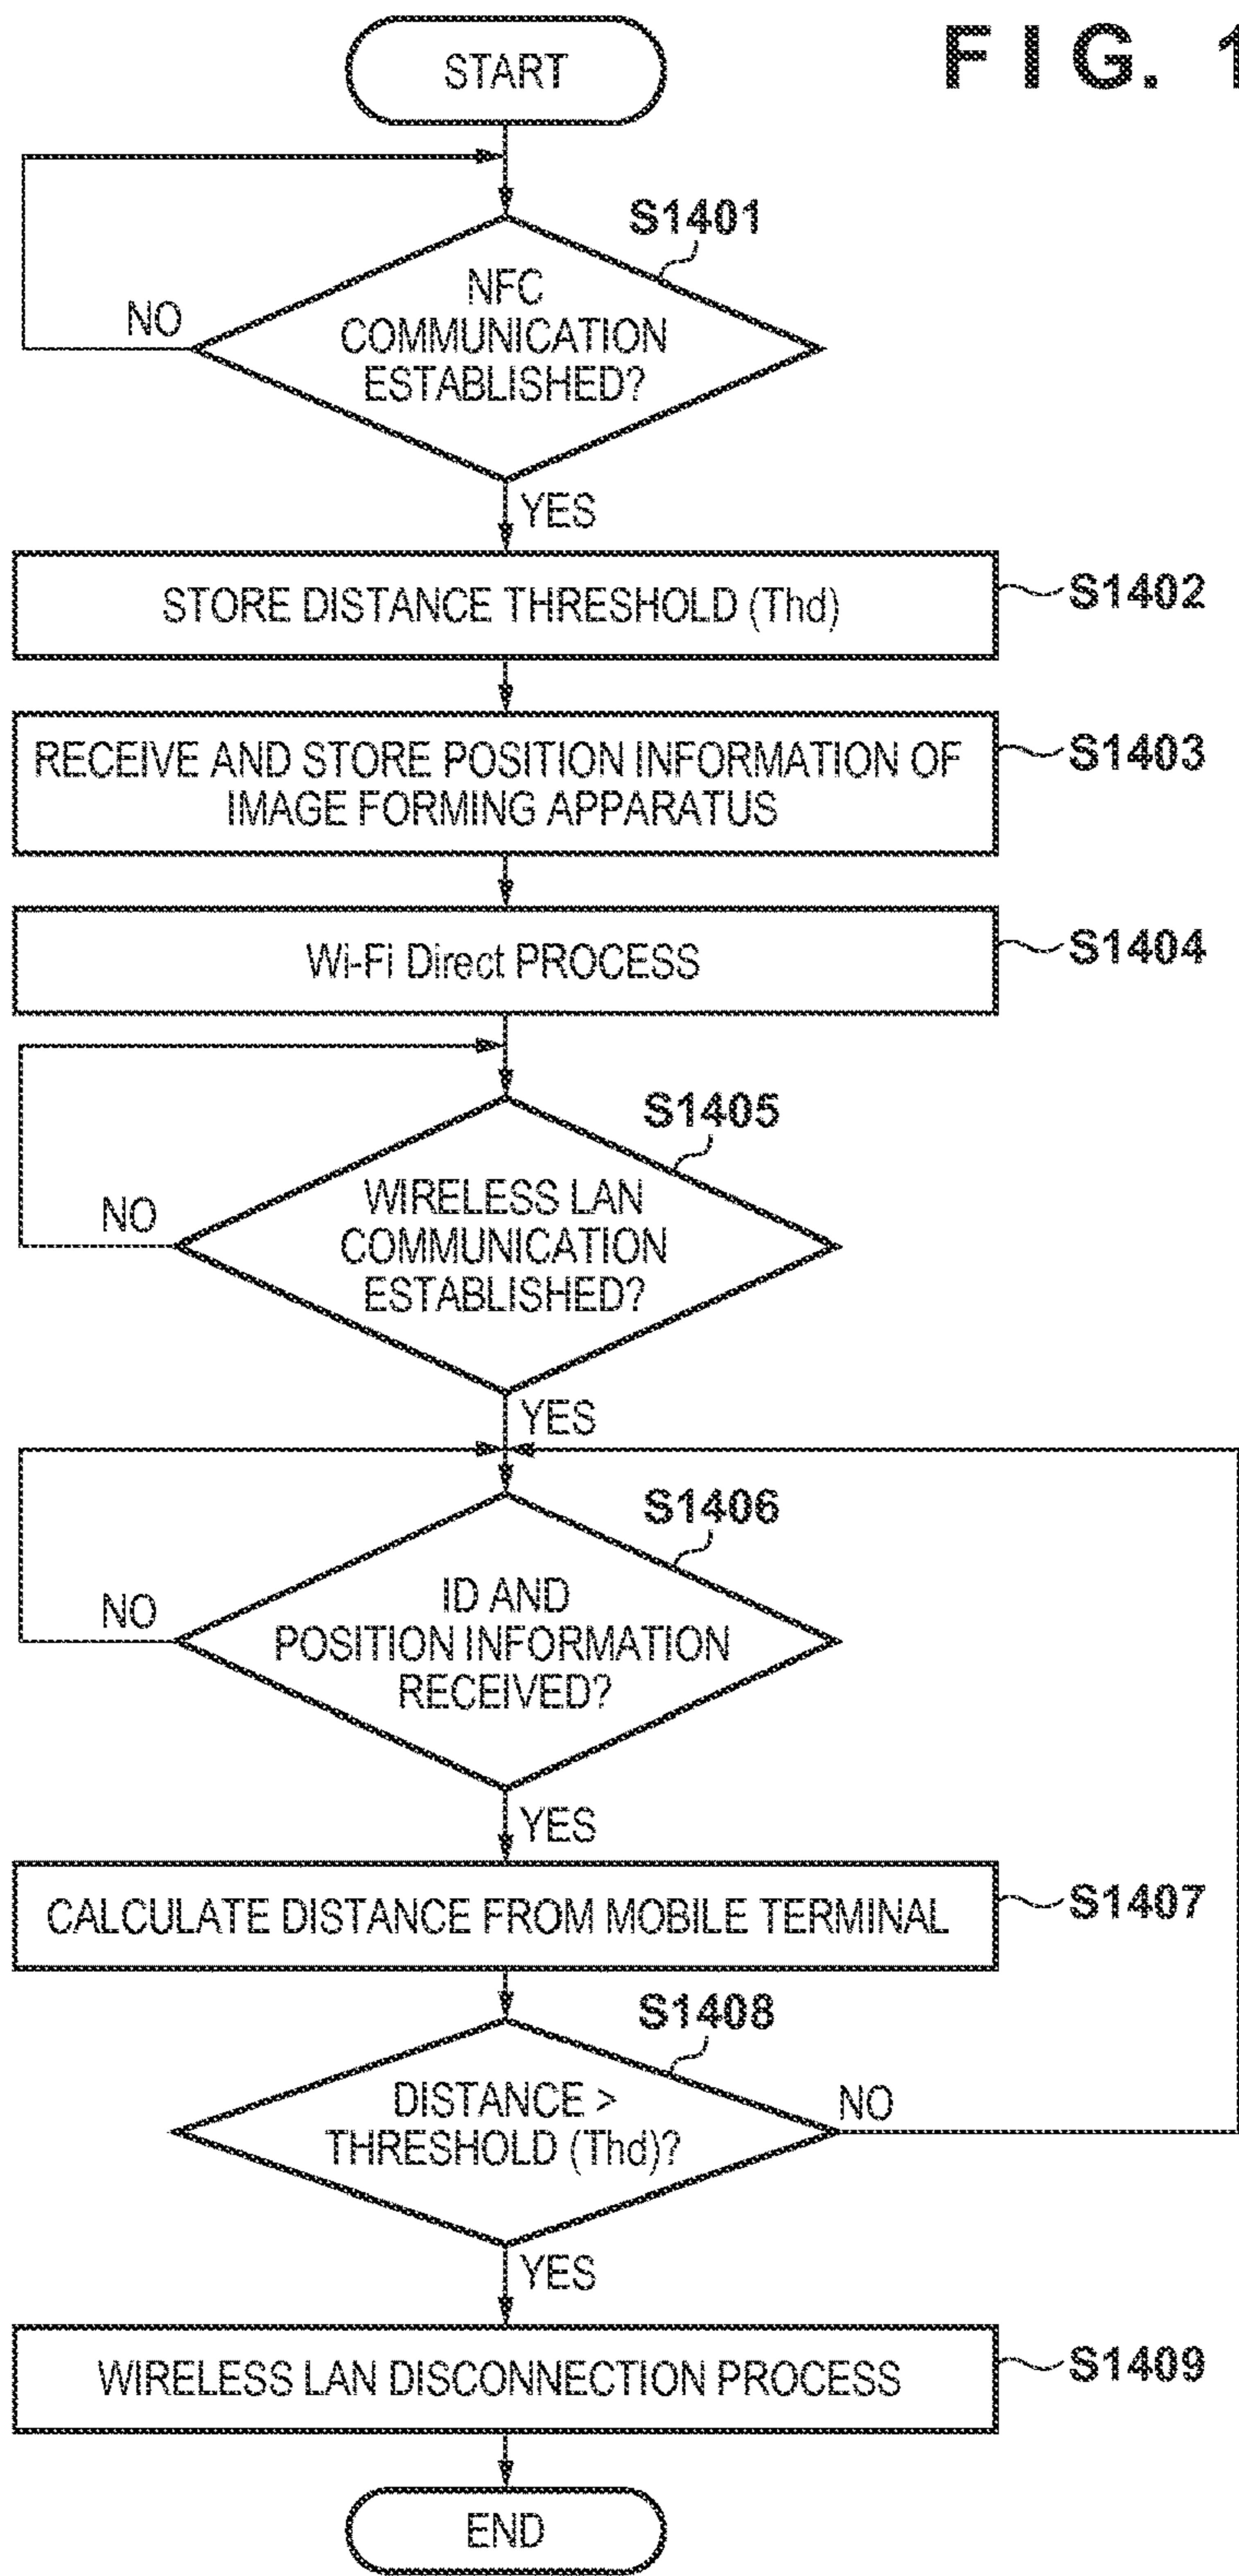 START
FIG. 1
S1401
NFC
COMMUNICATION
ESTABLISHED?
NO
YES
STORE DISTANCE THRESHOLD (Thd)
S1402
RECEIVE AND STORE POSITION INFORMATION OF
IMAGE FORMING APPARATUS
S1403
Wi-Fi Direct PROCESS
S1404
S1405
WIRELESS LAN
COMMUNICATION
ESTABLISHED?
NO
YES
S1406
ID AND
POSITION INFORMATION
RECEIVED?
NO
YES
CALCULATE DISTANCE FROM MOBILE TERMINAL
S1407
S1408
DISTANCE >
THRESHOLD (Thd)?
NO
YES
WIRELESS LAN DISCONNECTION PROCESS
S1409
END